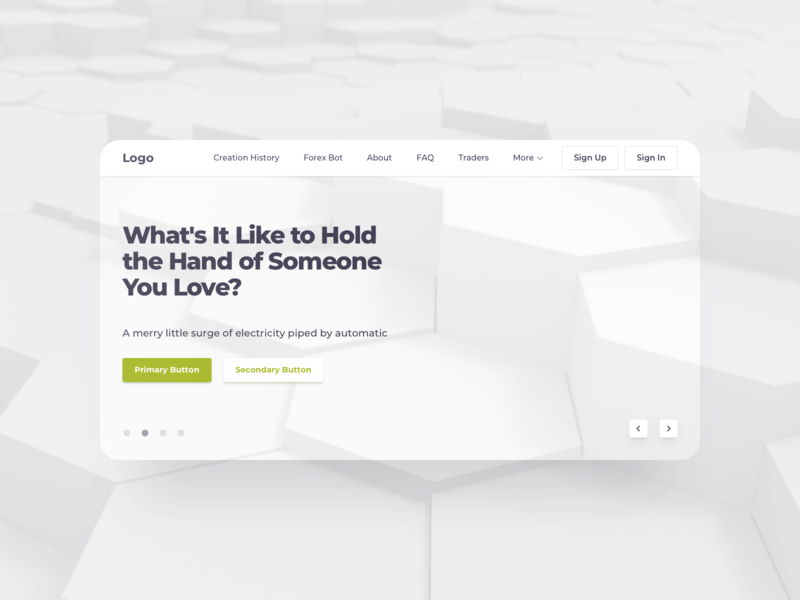 Logo
Creation History
Forex Bot
About
FAQ
Traders
More
Sign Up
Sign In
What's It Like to Hold
the Hand of Someone
You Love?
A merry little surge of electricity piped by automatic
Primary Button
Secondary Button